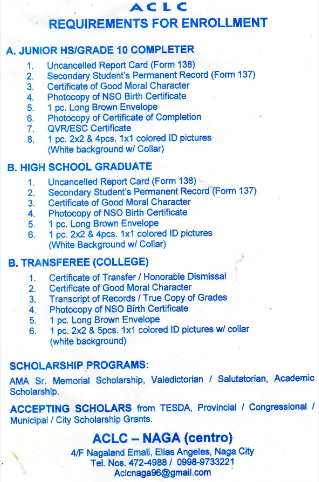 ACLC
REQUIREMENTS FOR ENROLLMENT
A. JUNIOR HS/GRADE 10 COMPLETER
1. Uncancelled Report Card (Form 138)
2. Secondary Student's Permanent Record (Form 137)
3. Certificate of Good Moral Character
4. Photocopy of NSO Birth Certificate
5. 1 pc. Long Brown Envelope
6. Photocopy of Certificate of Completion
7. QVR/ESC Certificate
8. 1 pc. 2x2 & 4pcs. 1x1 colored ID pictures
(White background w/ Collar)
B. HIGH SCHOOL GRADUATE
1. Uncancelled Report Card (Form 138)
2. Secondary Student's Permanent Record (Form 137)
3. Certificate of Good Moral Character
4. Photocopy of NSO Birth Certificate
5. 1 pc. Long Brown Envelope
6. 1 pc. 2x2 & 4pcs. 1x1 colored ID pictures
(White Background w/ Collar)
B. TRANSFEREE (COLLEGE)
1. Certificate of Transfer / Honorable Dismissal
2. Certificate of Good Moral Character
3. Transcript of Records / True Copy of Grades
4. Photocopy of NSO Birth Certificate
5. 1 pc. Long Brown Envelope
6. 1 pc. 2x2 & 5pcs. 1x1 colored ID pictures w/ collar
(white background)
SCHOLARSHIP PROGRAMS:
AMA Sr. Memorial Scholarship, Valedictorian / Salutatorian, Academic
Scholarship.
ACCEPTING SCHOLARS from TESDA, Provincial / Congressional /
Municipal / City Scholarship Grants.
ACLC – NAGA (centro)
4/F Nagaland Emall, Elias Angeles, Naga City
Tel. Nos. 472-4988 / 0998-9733221
Aclcnaga96@gmail.com